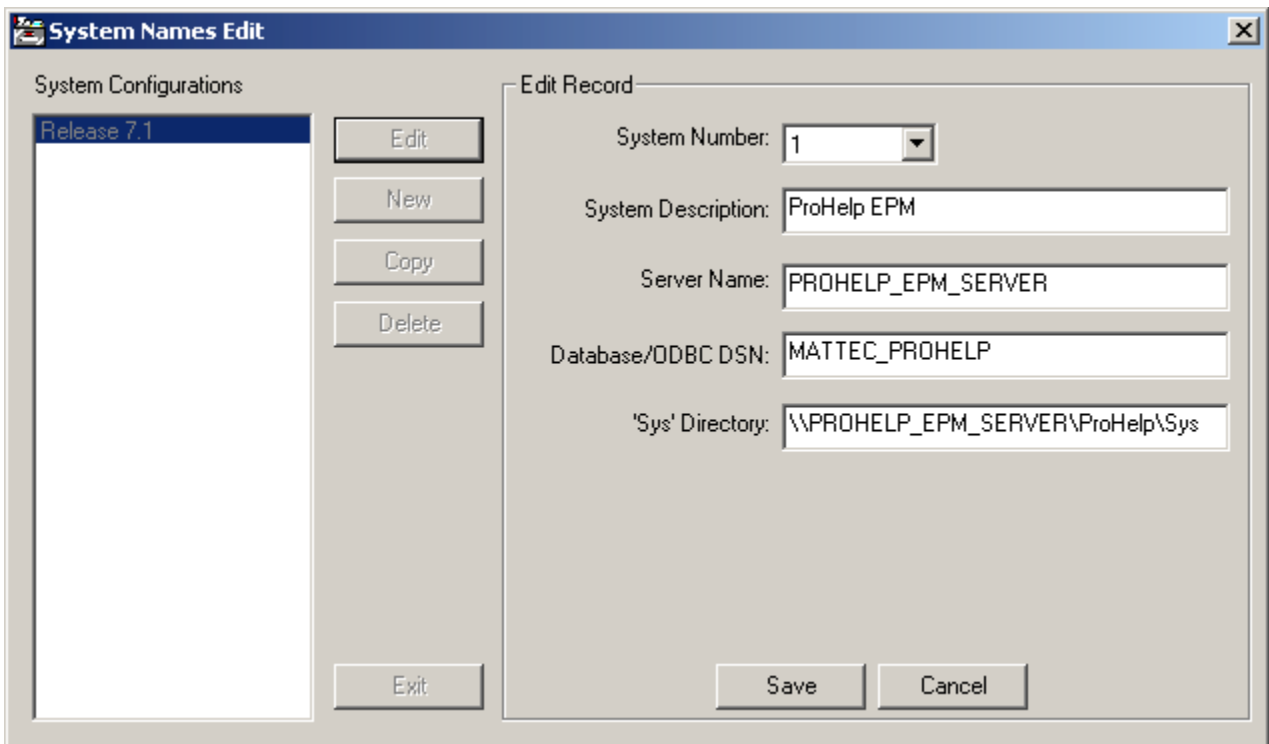 System Names Edit
System Configurations
Release 7.1
Edit
New
Copy
Delete
Exit
Edit Record
System Number: 1
System Description: ProHelp EPM
Server Name: PROHELP_EPM_SERVER
Database/ODBC DSN: MATTEC_PROHELP
'Sys' Directory: \\PROHELP_EPM_SERVER\ProHelp\Sys
Save Cancel